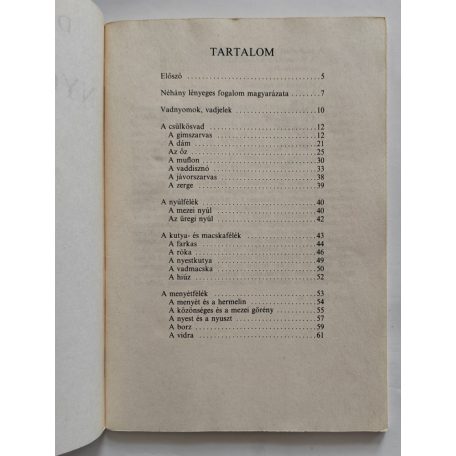 TARTALOM
Előszó ........ 5
Néhány lényeges fogalom magyarázata ........ 7
Vadnyomok, vadjelek ........ 10
A csülkösvad ........ 12
A gímszarvas ........ 12
A dám ........ 21
Az őz ........ 25
A muflon ........ 30
A vaddisznó ........ 33
A jávorszarvas ........ 38
A zerge ........ 39
A nyúlfélék ........ 40
A mezei nyúl ........ 40
Az üregi nyúl ........ 42
A kutya- és macskafélék ........ 43
A farkas ........ 44
A róka ........ 46
A nyestkutya ........ 49
A vadmacska ........ 50
A hiúz ........ 52
A menyétfélék ........ 53
A menyét és a hermelin ........ 54
A közönséges és a mezei görény ........ 55
A nyest és a nyuszt ........ 57
A borz ........ 59
A vidra ........ 61